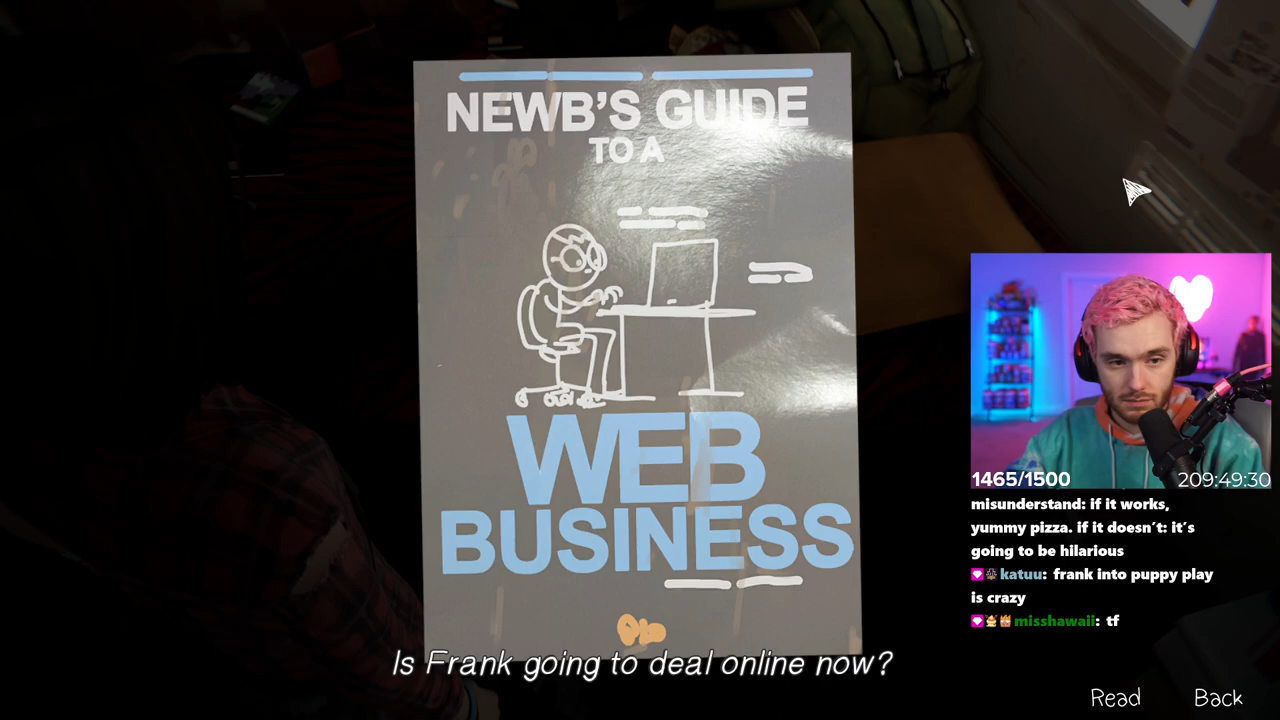 NEWB'S GUIDE
TO A
WEB
BUSINESS
Is Frank going to deal online now?
Read
Back
1465/1500
209:49:30
misunderstand: if it works,
yummy pizza. if it doesn't: it's
going to be hilarious
katuu: frank into puppy play
is crazy
misshawaii: tf